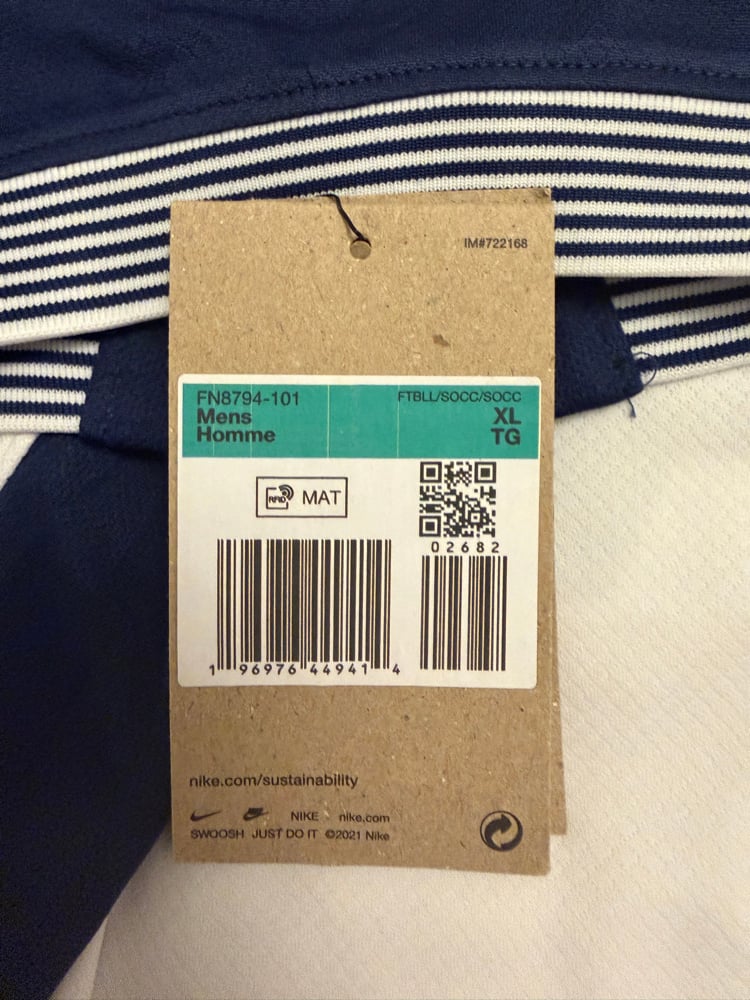 IM#722168
FN8794-101 FTBLL/SOCC/SOCC
Mens XL
Homme TG
RFID MAT
02682
1 96976 44941 4
nike.com/sustainability
NIKE nike.com
SWOOSH JUST DO IT ©2021 Nike